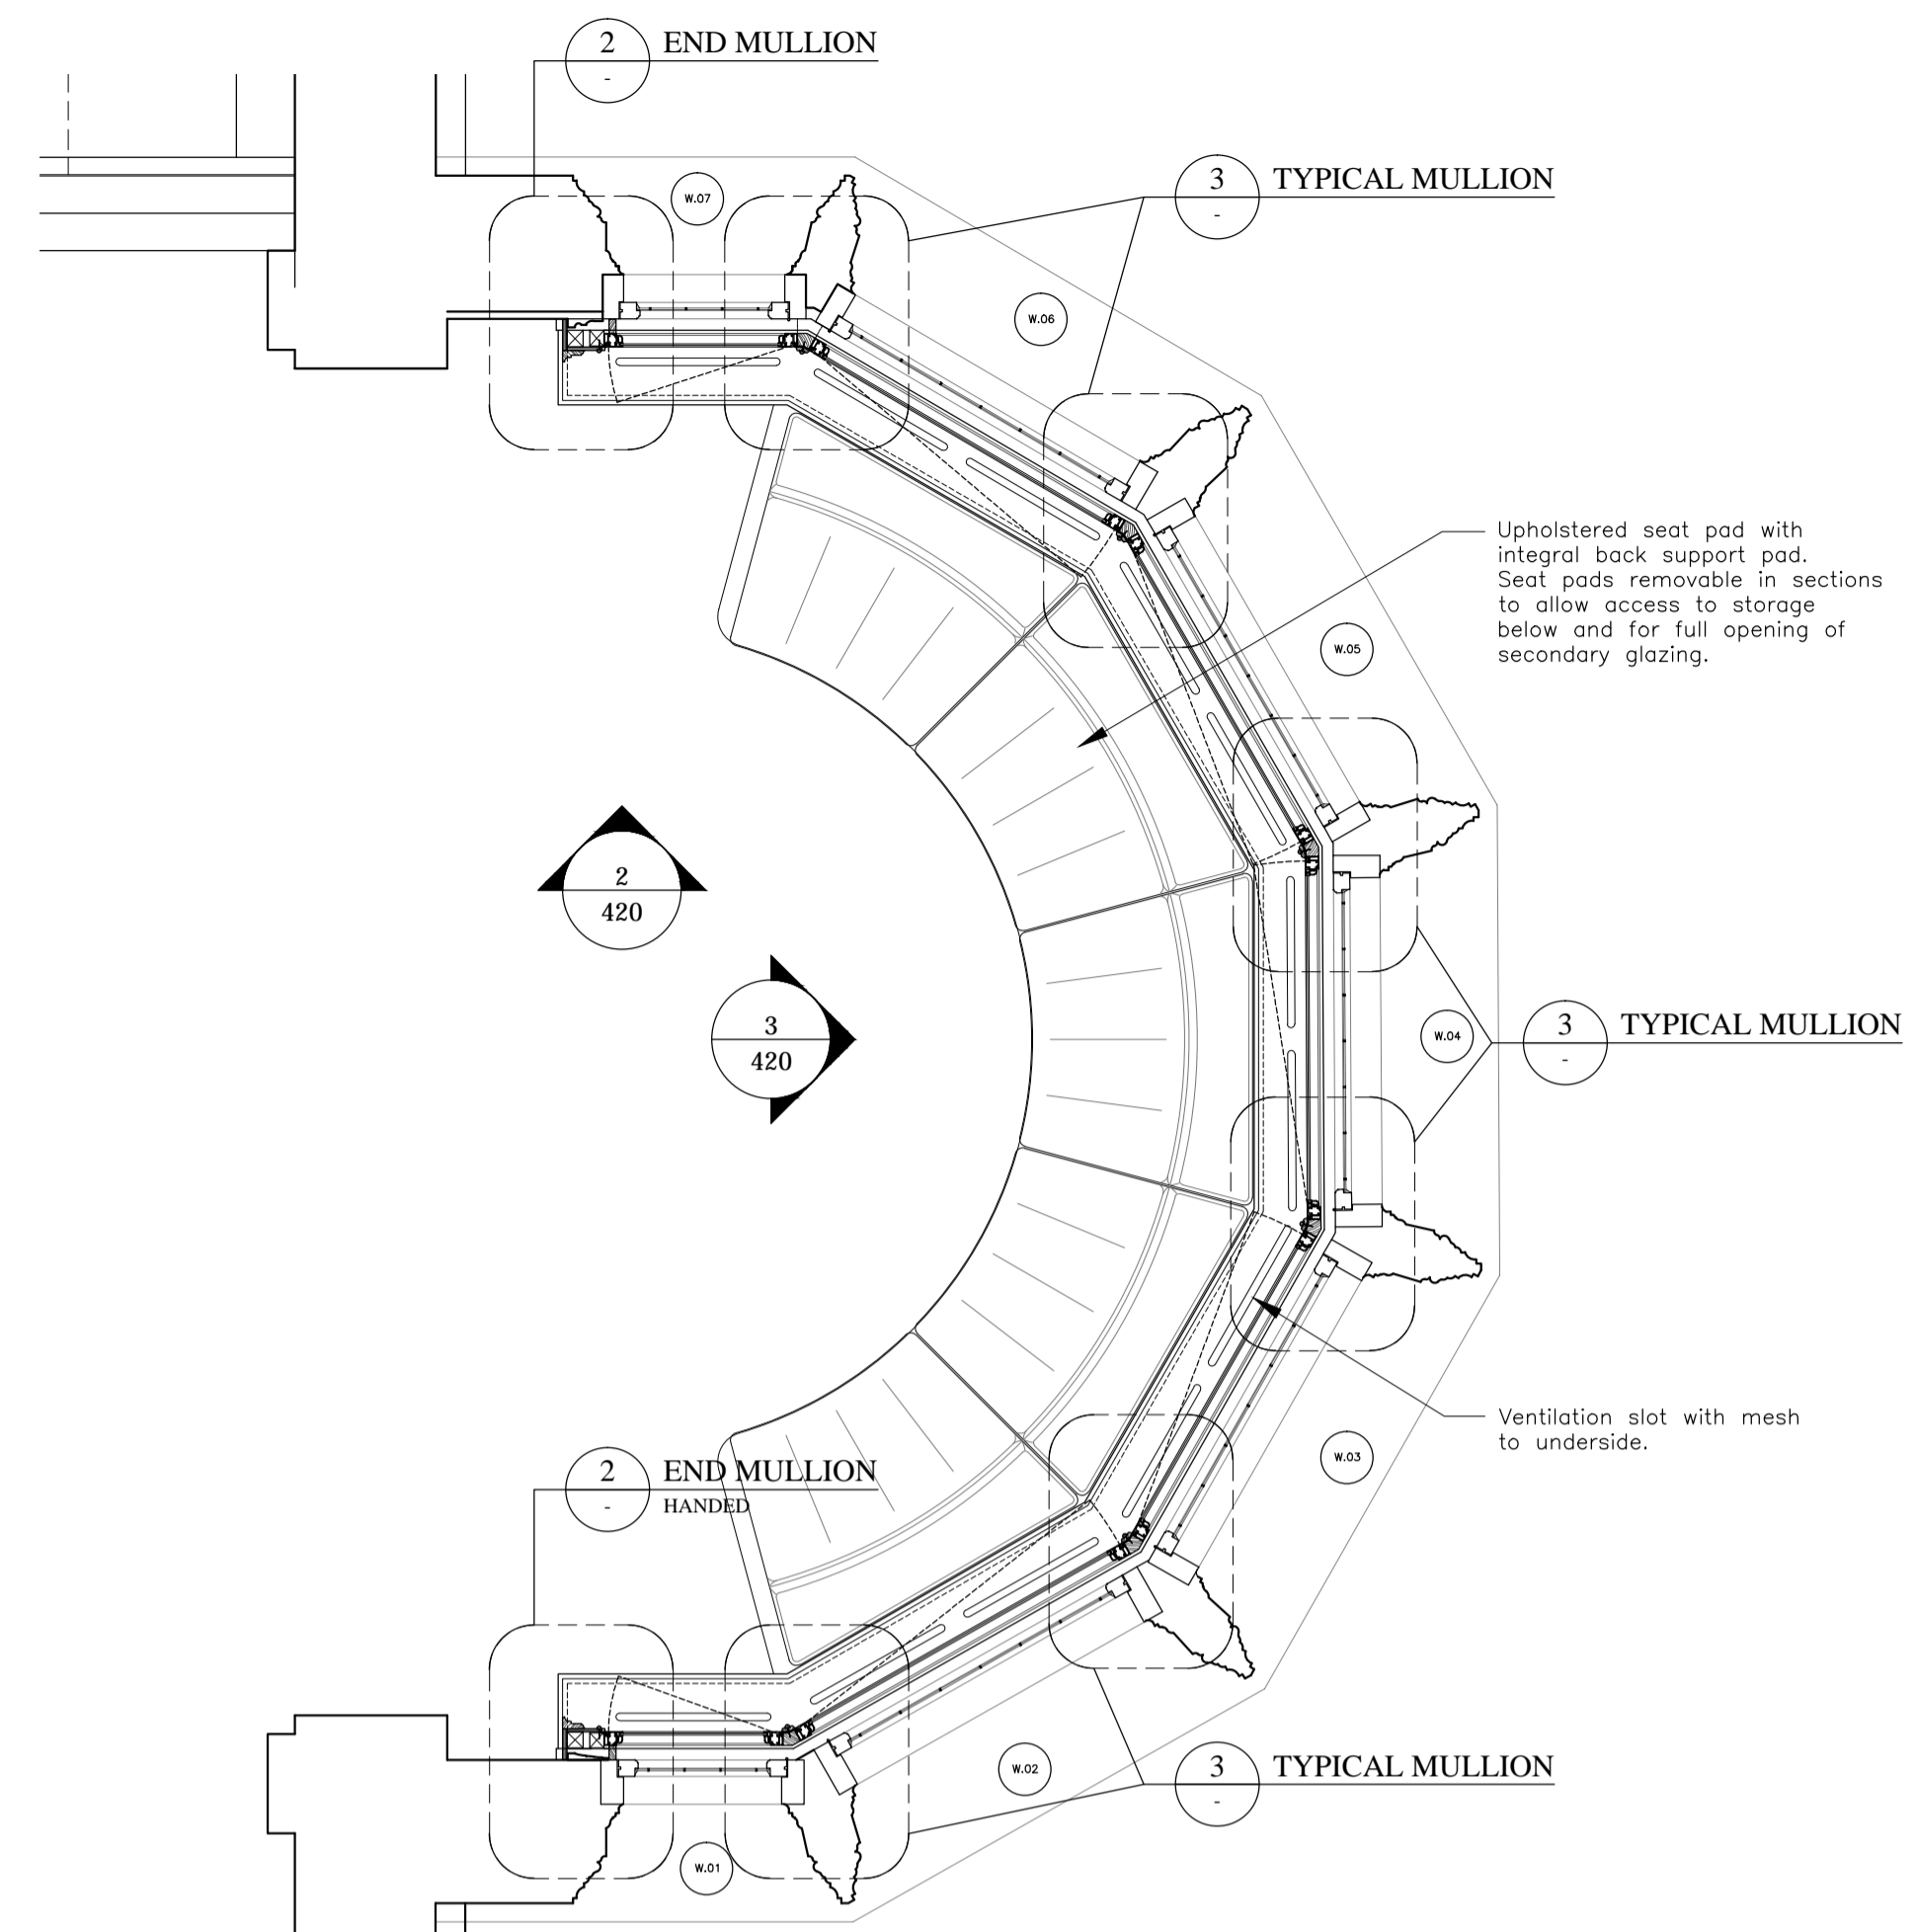 2 END MULLION
-
3 TYPICAL MULLION
-
W.07
W.06
Upholstered seat pad with
integral back support pad.
Seat pads removable in sections
to allow access to storage
below and for full opening of
secondary glazing.
W.05
2
420
3
420
W.04
3 TYPICAL MULLION
-
Ventilation slot with mesh
to underside.
W.03
2 END MULLION
- HANDED
W.02
3 TYPICAL MULLION
-
W.01